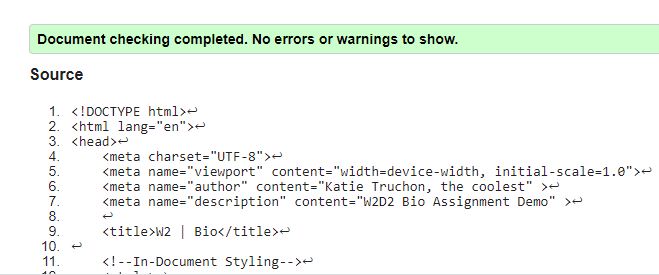 Document checking completed. No errors or warnings to show.
Source
1. <!DOCTYPE html>↩
2. <html lang="en">↩
3. <head>↩
4.     <meta charset="UTF-8">↩
5.     <meta name="viewport" content="width=device-width, initial-scale=1.0">↩
6.     <meta name="author" content="Katie Truchon, the coolest" >↩
7.     <meta name="description" content="W2D2 Bio Assignment Demo" >↩
8.     ↩
9.     <title>W2 | Bio</title>↩
10. ↩
11.     <!--In-Document Styling-->↩